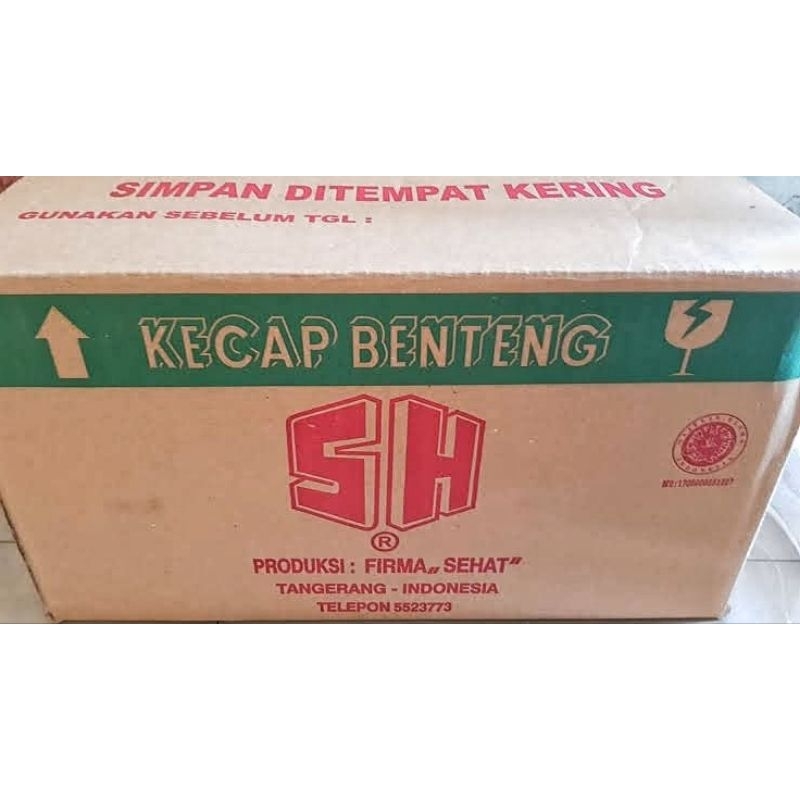 SIMPAN DITEMPAT KERING
GUNAKAN SEBELUM TGL :
KECAP BENTENG
SH
®
PRODUKSI : FIRMA „SEHAT"
TANGERANG - INDONESIA
TELEPON 5523773